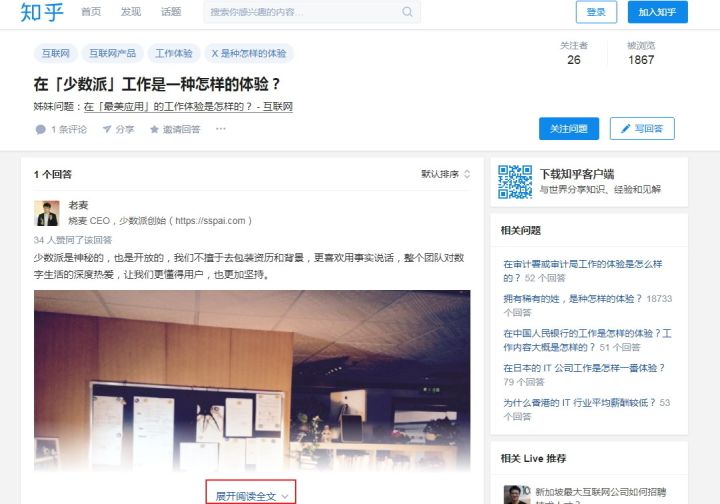 知乎
首页 发现 话题
搜索你感兴趣的内容…
登录 加入知乎
互联网 互联网产品 工作体验 X 是种怎样的体验
关注者 被浏览
26 1867
在「少数派」工作是一种怎样的体验？
姊妹问题：在「最美应用」的工作体验是怎样的？ - 互联网
1 条评论 分享 邀请回答 ···
关注问题 写回答
1 个回答 默认排序
老麦
烧麦 CEO，少数派创始（https://sspai.com）
34 人赞同了该回答
少数派是神秘的，也是开放的，我们不擅于去包装资历和背景，更喜欢用事实说话，整个团队对数
字生活的深度热爱，让我们更懂得用户，也更加坚持。
展开阅读全文
下载知乎客户端
与世界分享知识、经验和见解
相关问题
在审计署或审计局工作的体验是怎么样
的？ 52 个回答
拥有稀有的姓，是种怎样的体验？ 18733
个回答
在中国人民银行的工作是怎样的体验？工
作内容大概是怎样的？ 51 个回答
在日本的 IT 公司工作是怎样一番体验？
79 个回答
为什么香港的 IT 行业平均薪酬较低？ 53
个回答
相关 Live 推荐
新加坡最大互联网公司如何招聘